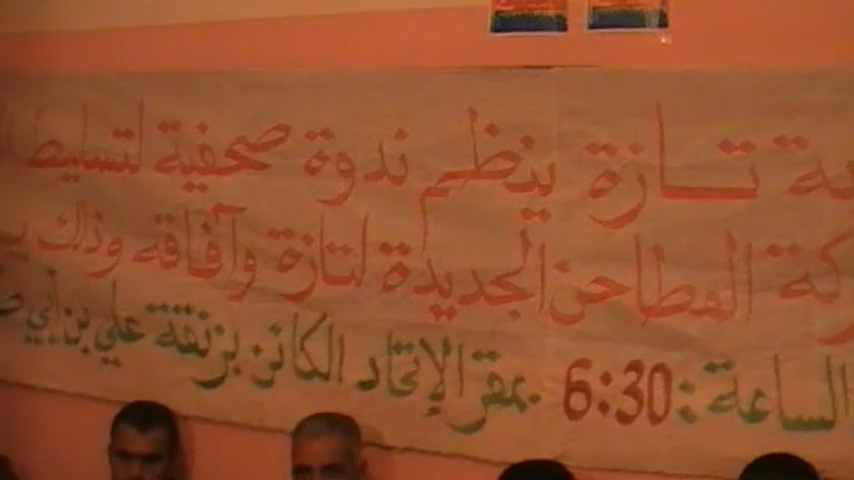 تازة ينظم ندوة صحفية لتسليط
المطاحن الجديدة لتازة وآفاقه وذلك
الساعة : 6:30 بمقر الإتحاد الكائن بزنقة علي بن أبي